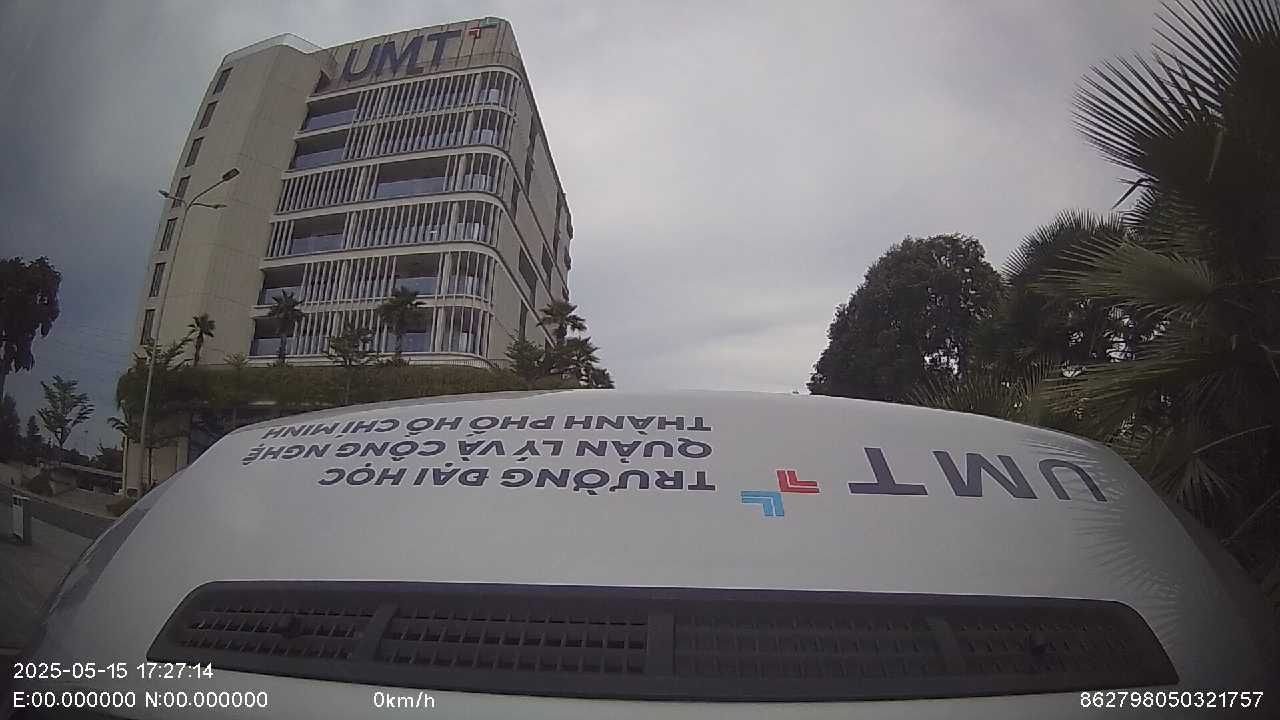 UMT
TRƯỜNG ĐẠI HỌC
QUẢN LÝ VÀ CÔNG NGHỆ
THÀNH PHỐ HỒ CHÍ MINH
UMT
2025-05-15 17:27:14
E:00.000000 N:00.000000 0km/h 862798050321757